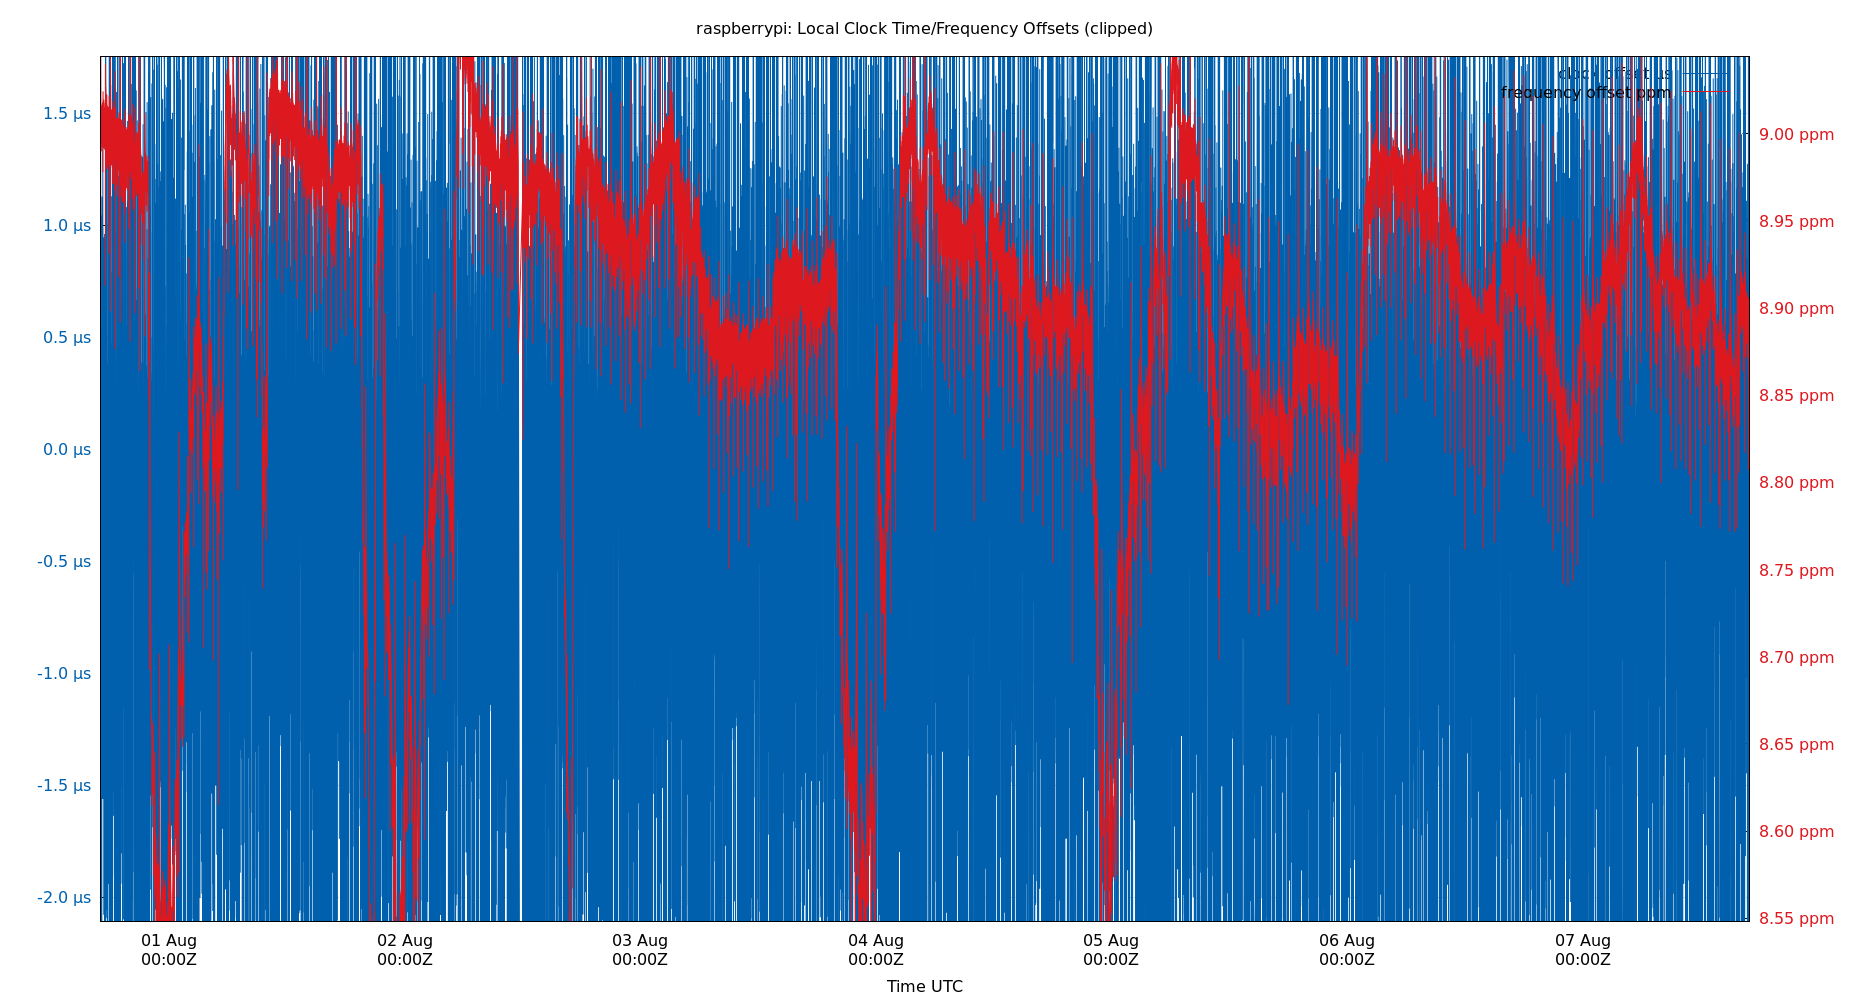 raspberrypi: Local Clock Time/Frequency Offsets (clipped)
clock offset µs
frequency offset ppm
1.5 µs
1.0 µs
0.5 µs
0.0 µs
-0.5 µs
-1.0 µs
-1.5 µs
-2.0 µs
9.00 ppm
8.95 ppm
8.90 ppm
8.85 ppm
8.80 ppm
8.75 ppm
8.70 ppm
8.65 ppm
8.60 ppm
8.55 ppm
01 Aug 02 Aug 03 Aug 04 Aug 05 Aug 06 Aug 07 Aug
00:00Z 00:00Z 00:00Z 00:00Z 00:00Z 00:00Z 00:00Z
Time UTC